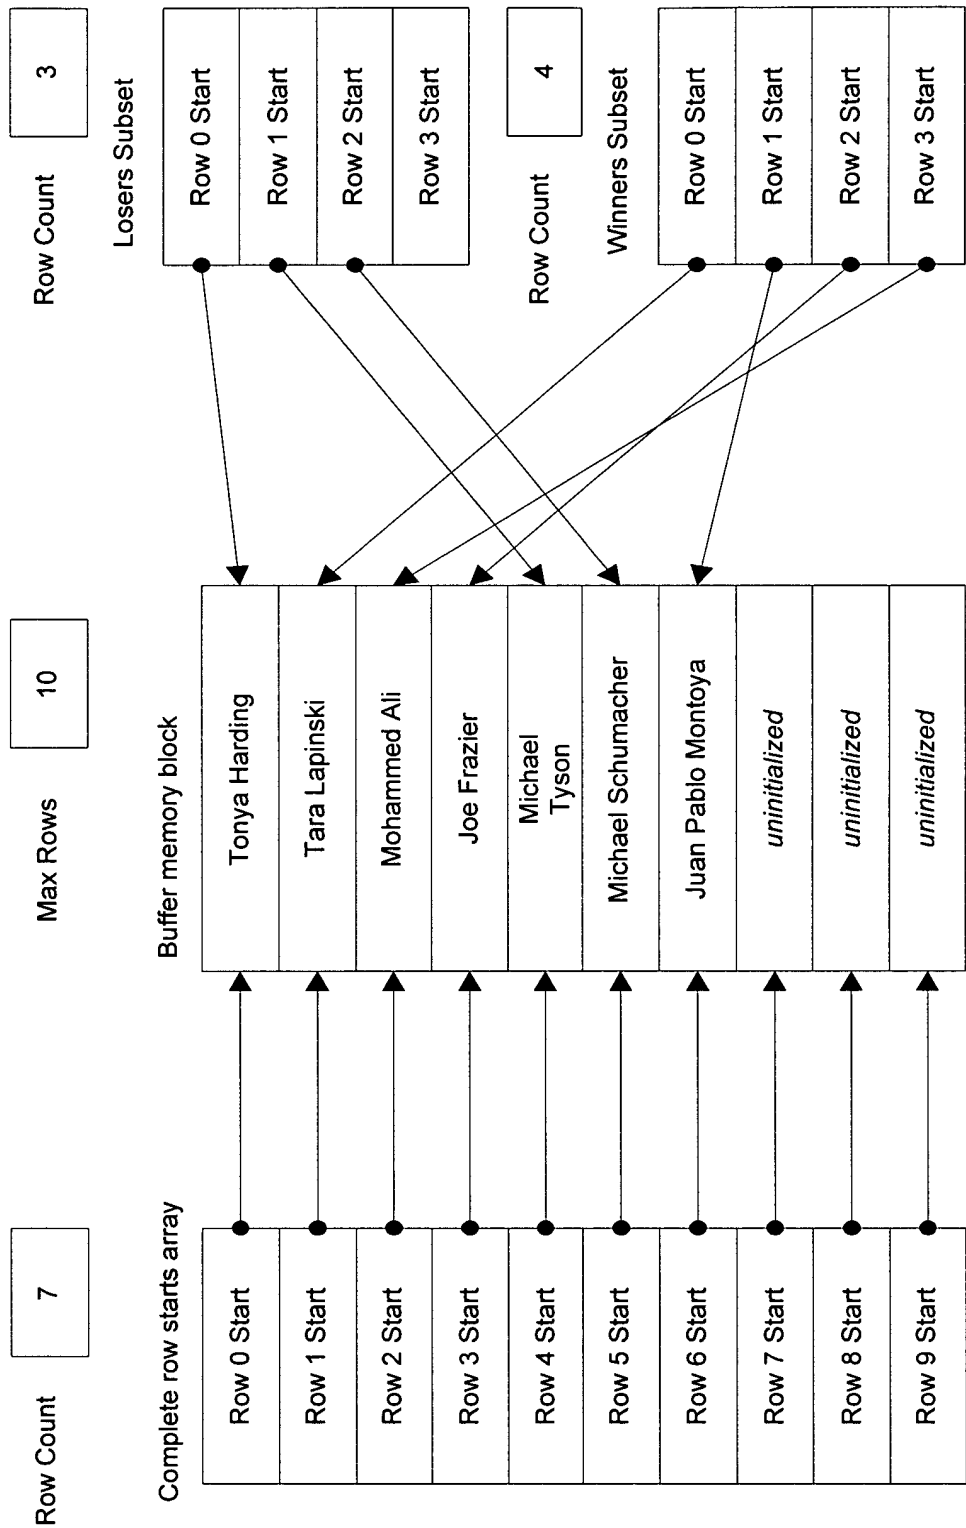 Row Count
7
Complete row starts array
Row 0 Start
Row 1 Start
Row 2 Start
Row 3 Start
Row 4 Start
Row 5 Start
Row 6 Start
Row 7 Start
Row 8 Start
Row 9 Start
Max Rows
10
Buffer memory block
Tonya Harding
Tara Lapinski
Mohammed Ali
Joe Frazier
Michael
Tyson
Michael Schumacher
Juan Pablo Montoya
uninitialized
uninitialized
uninitialized
Row Count
3
Losers Subset
Row 0 Start
Row 1 Start
Row 2 Start
Row 3 Start
Row Count
4
Winners Subset
Row 0 Start
Row 1 Start
Row 2 Start
Row 3 Start